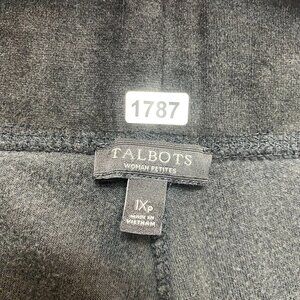 1787
TALBOTS
WOMAN PETITES
1Xp
MADE IN
VIETNAM